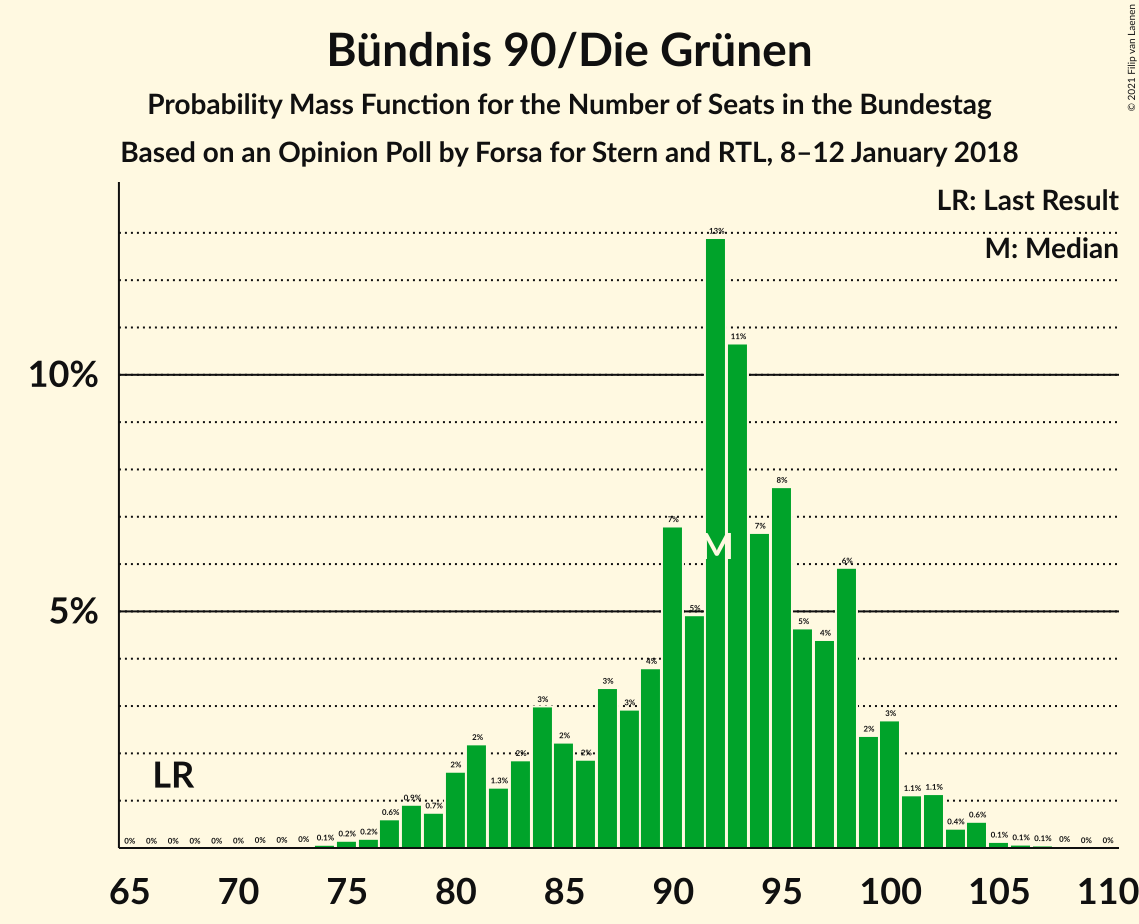 Bündnis 90/Die Grünen
Probability Mass Function for the Number of Seats in the Bundestag
Based on an Opinion Poll by Forsa for Stern and RTL, 8–12 January 2018
© 2021 Filip van Laenen
LR: Last Result
M: Median
10%
5%
0% 0% 0% 0% 0% 0% 0% 0% 0% 0.1% 0.2% 0.2% 0.6% 0.9% 0.7% 2% 2% 1.3% 2% 3% 2% 2% 3% 3% 4% 7% 5% 13% 11% 7% 8% 5% 4% 6% 2% 3% 1.1% 1.1% 0.4% 0.6% 0.1% 0.1% 0.1% 0% 0% 0%
M
LR
65 70 75 80 85 90 95 100 105 110